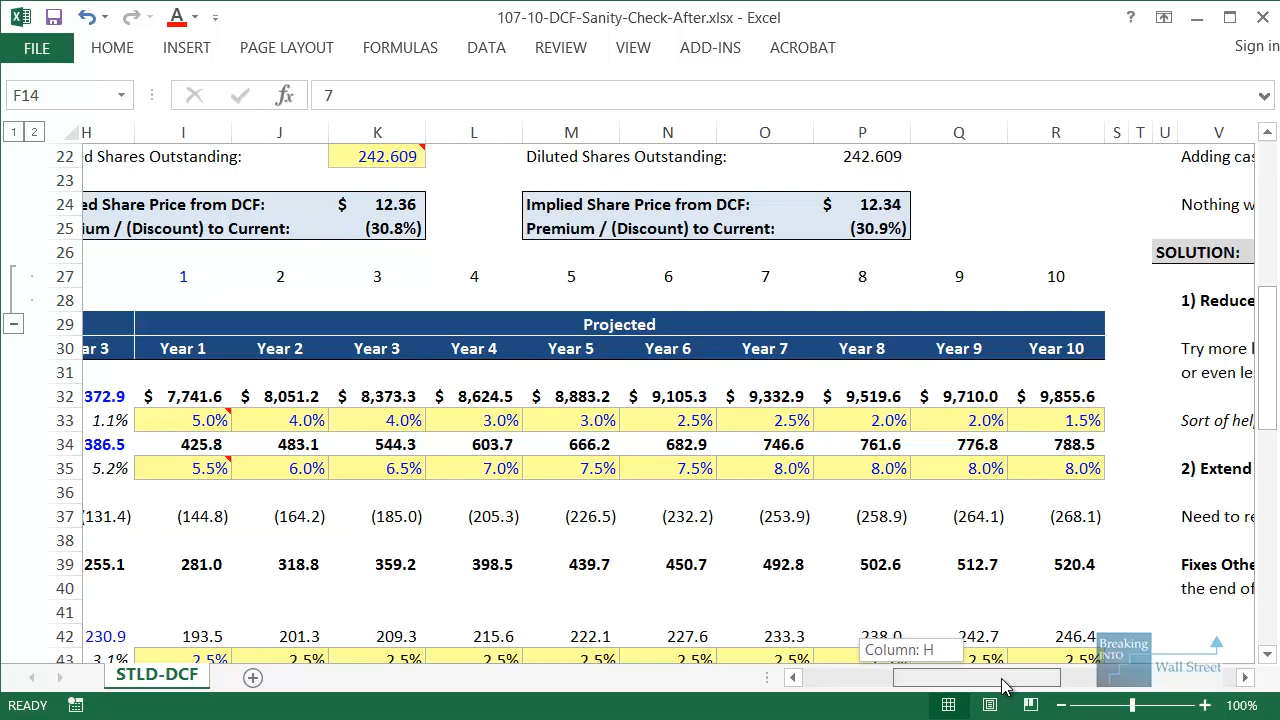 107-10-DCF-Sanity-Check-After.xlsx - Excel
FILE HOME INSERT PAGE LAYOUT FORMULAS DATA REVIEW VIEW ADD-INS ACROBAT Sign in
F14 fx 7
1 2 H I J K L M N O P Q R S T U V
22 d Shares Outstanding: 242.609 Diluted Shares Outstanding: 242.609 Adding cas
23
24 ed Share Price from DCF: $ 12.36 Implied Share Price from DCF: $ 12.34 Nothing w
25 ium / (Discount) to Current: (30.8%) Premium / (Discount) to Current: (30.9%)
26 SOLUTION:
27 1 2 3 4 5 6 7 8 9 10
28 1) Reduce
29 Projected
30 ar 3 Year 1 Year 2 Year 3 Year 4 Year 5 Year 6 Year 7 Year 8 Year 9 Year 10 Try more
31 or even le
32 372.9 $ 7,741.6 $ 8,051.2 $ 8,373.3 $ 8,624.5 $ 8,883.2 $ 9,105.3 $ 9,332.9 $ 9,519.6 $ 9,710.0 $ 9,855.6
33 1.1% 5.0% 4.0% 4.0% 3.0% 3.0% 2.5% 2.5% 2.0% 2.0% 1.5% Sort of hel
34 386.5 425.8 483.1 544.3 603.7 666.2 682.9 746.6 761.6 776.8 788.5
35 5.2% 5.5% 6.0% 6.5% 7.0% 7.5% 7.5% 8.0% 8.0% 8.0% 8.0% 2) Extend
36
37 (131.4) (144.8) (164.2) (185.0) (205.3) (226.5) (232.2) (253.9) (258.9) (264.1) (268.1) Need to re
38
39 255.1 281.0 318.8 359.2 398.5 439.7 450.7 492.8 502.6 512.7 520.4 Fixes Othe
40 the end of
41
42 230.9 193.5 201.3 209.3 215.6 222.1 227.6 233.3 238.0 242.7 246.4
43 3.1% 2.5% 2.5% 2.5% 2.5% 2.5% 2.5% 2.5% 2.5% 2.5% 2.5%
Column: H
Breaking
INTO
Wall Street
STLD-DCF
READY 100%